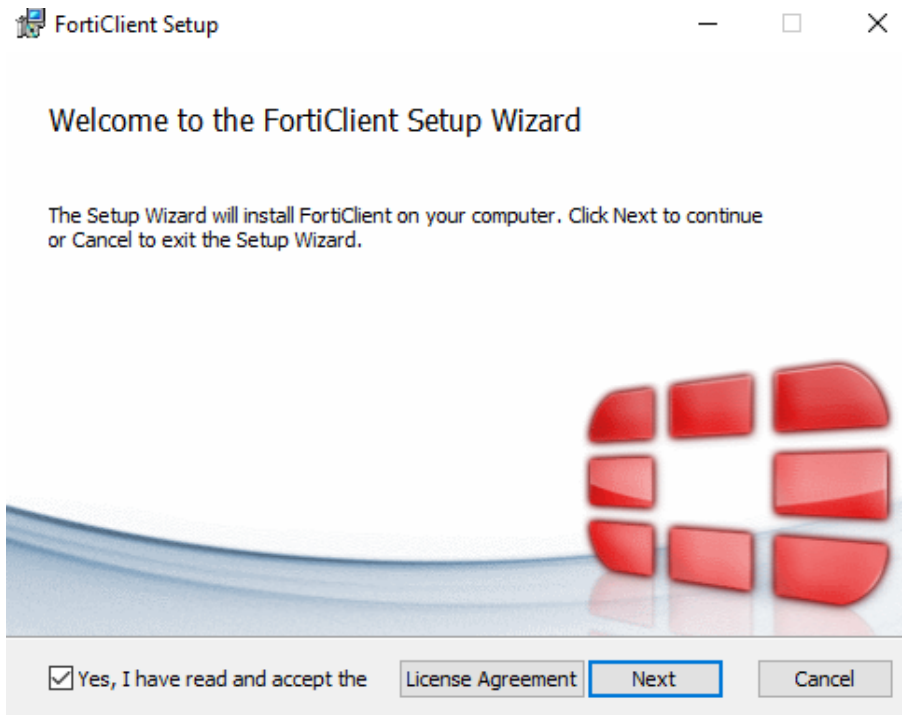 FortiClient Setup
Welcome to the FortiClient Setup Wizard
The Setup Wizard will install FortiClient on your computer. Click Next to continue
or Cancel to exit the Setup Wizard.
Yes, I have read and accept the License Agreement Next Cancel